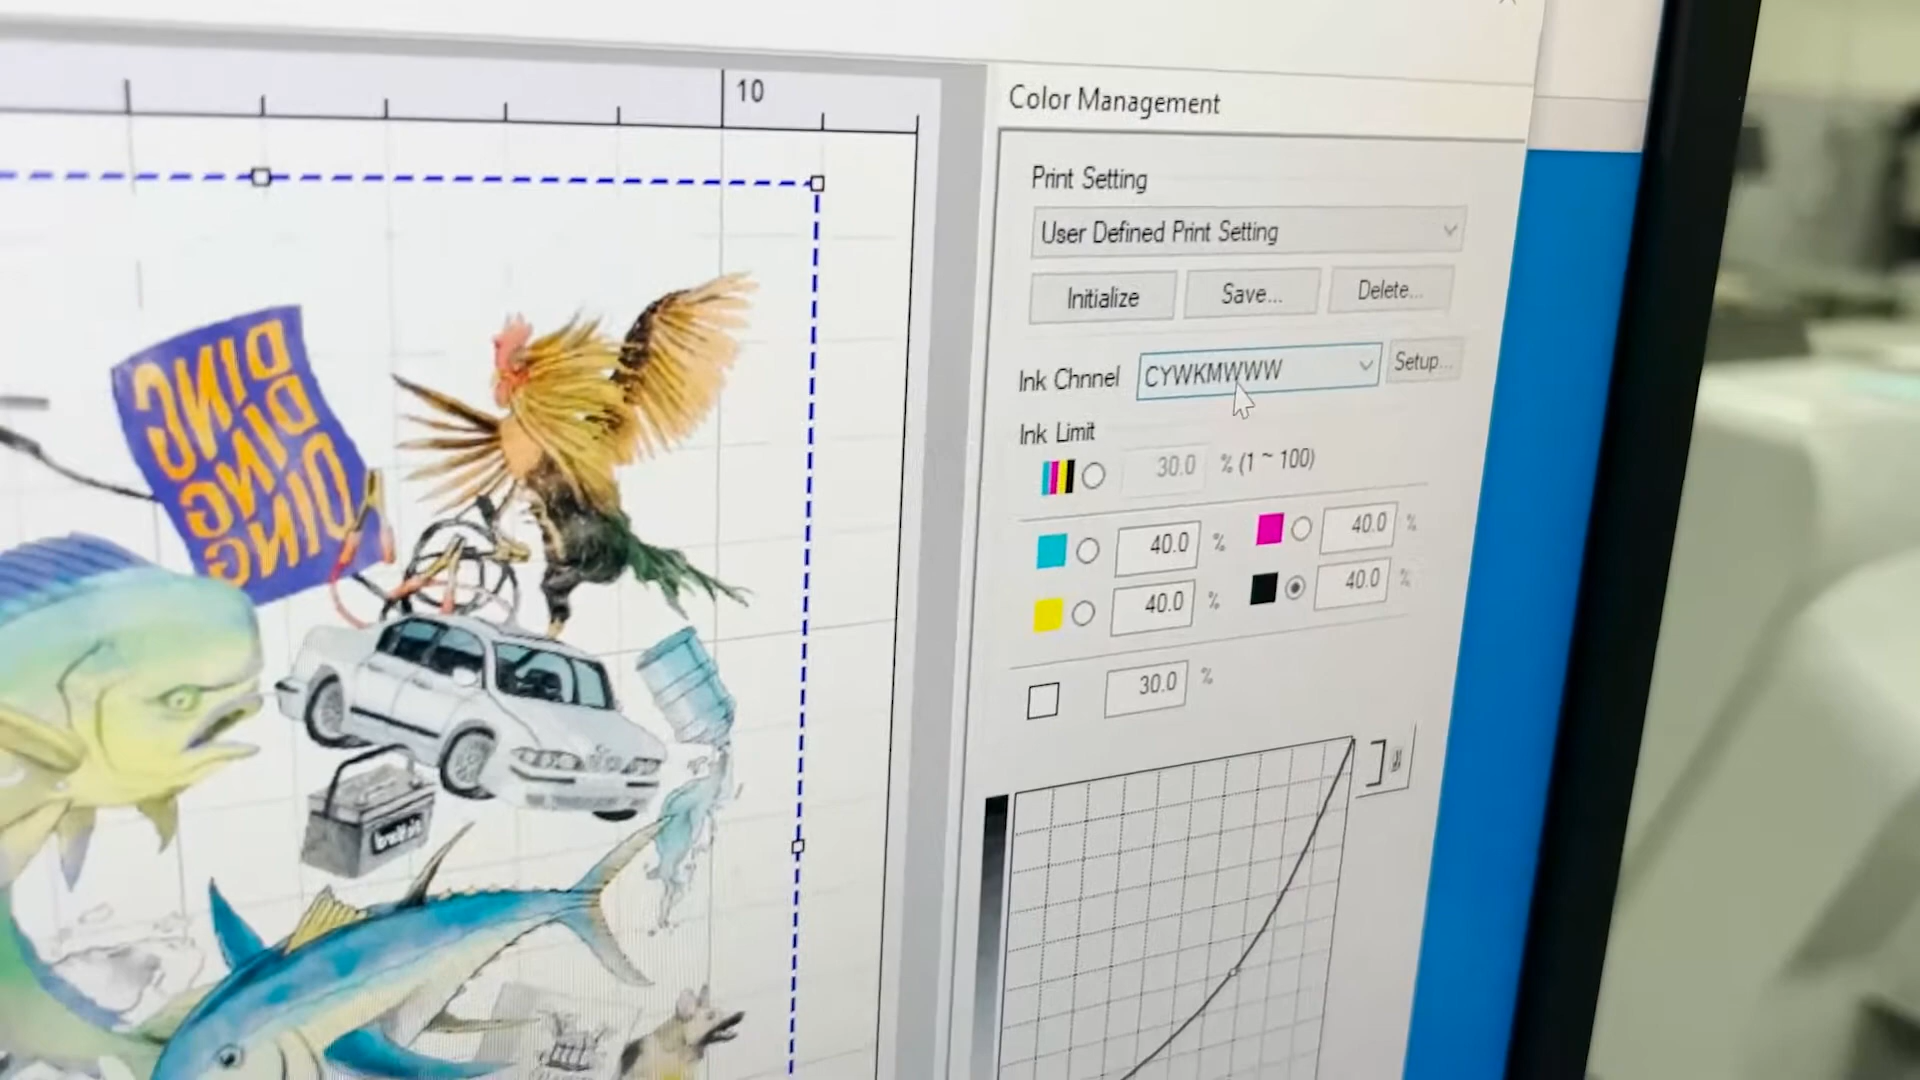 10
Color Management
Print Setting
User Defined Print Setting
Initialize Save... Delete...
Ink Chnnel CYWKMWWW Setup...
Ink Limit
30.0 % (1 ~ 100)
40.0 % 40.0 %
40.0 % 40.0 %
30.0 %
DING
DING
DING
DING